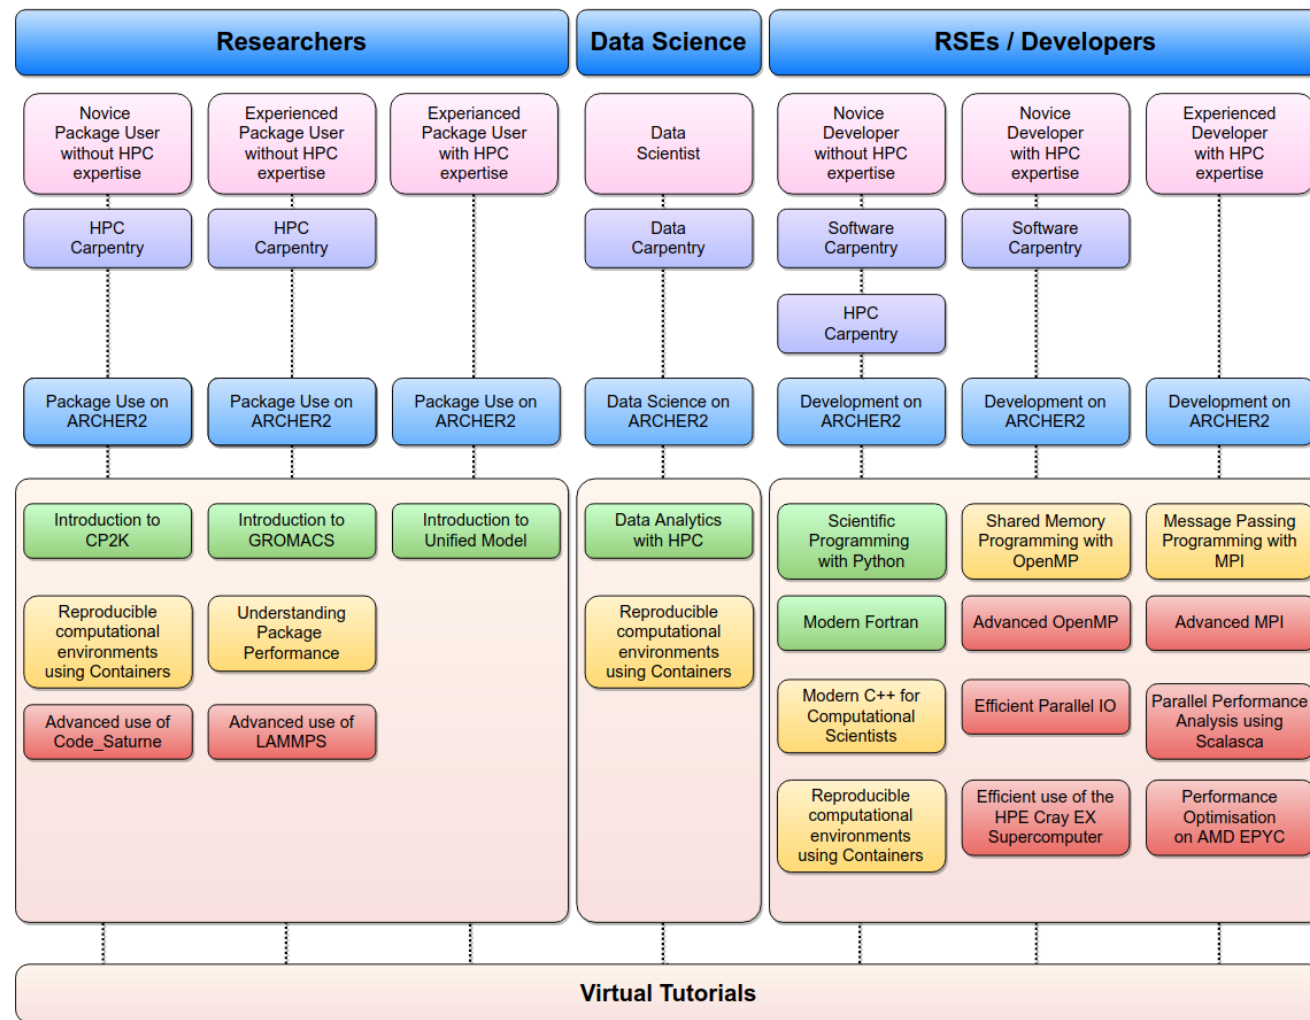 Researchers
Data Science
RSEs / Developers
Novice
Package User
without HPC
expertise
Experienced
Package User
without HPC
expertise
Experianced
Package User
with HPC
expertise
Data
Scientist
Novice
Developer
without HPC
expertise
Novice
Developer
with HPC
expertise
Experienced
Developer
with HPC
expertise
HPC
Carpentry
HPC
Carpentry
Data
Carpentry
Software
Carpentry
Software
Carpentry
HPC
Carpentry
Package Use on
ARCHER2
Package Use on
ARCHER2
Package Use on
ARCHER2
Data Science on
ARCHER2
Development on
ARCHER2
Development on
ARCHER2
Development on
ARCHER2
Introduction to
CP2K
Introduction to
GROMACS
Introduction to
Unified Model
Data Analytics
with HPC
Scientific
Programming
with Python
Shared Memory
Programming with
OpenMP
Message Passing
Programming with
MPI
Reproducible
computational
environments
using Containers
Understanding
Package
Performance
Reproducible
computational
environments
using Containers
Modern Fortran
Advanced OpenMP
Advanced MPI
Advanced use of
Code_Saturne
Advanced use of
LAMMPS
Modern C++ for
Computational
Scientists
Efficient Parallel IO
Parallel Performance
Analysis using
Scalasca
Reproducible
computational
environments
using Containers
Efficient use of the
HPE Cray EX
Supercomputer
Performance
Optimisation
on AMD EPYC
Virtual Tutorials